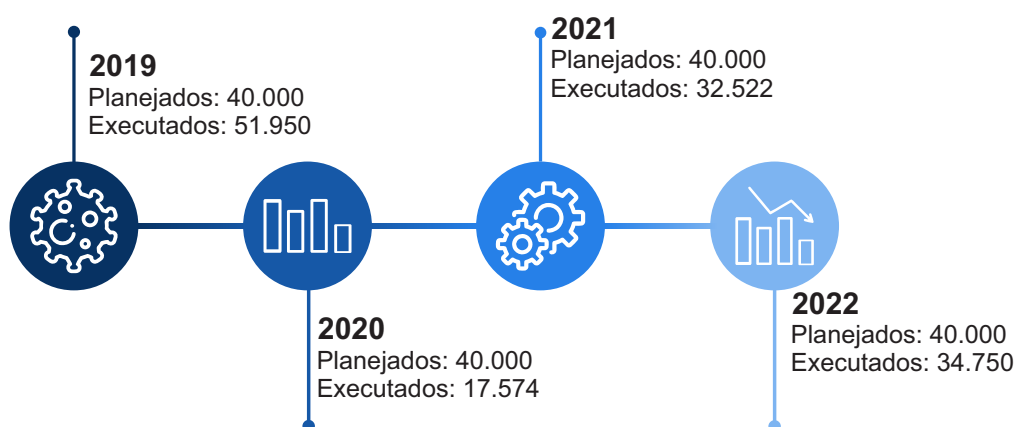 2019
Planejados: 40.000
Executados: 51.950
2020
Planejados: 40.000
Executados: 17.574
2021
Planejados: 40.000
Executados: 32.522
2022
Planejados: 40.000
Executados: 34.750